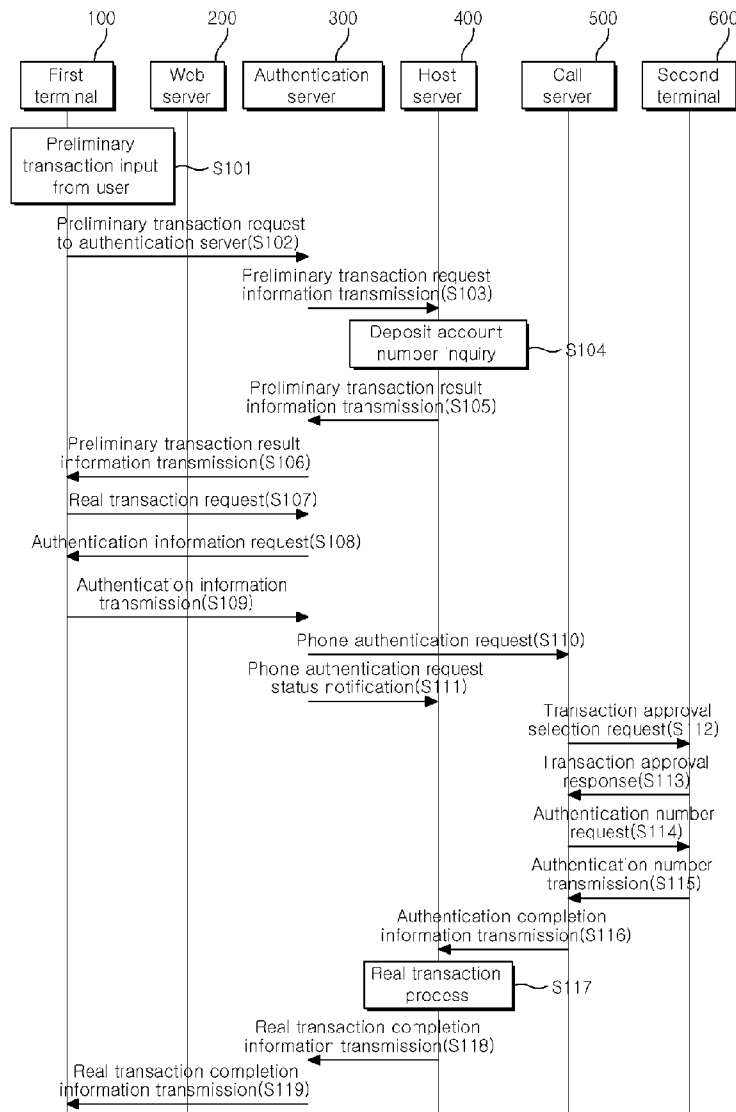 100
200
300
400
500
600
First
terminal
Web
server
Authentication
server
Host
server
Call
server
Second
terminal
Preliminary
transaction input
from user
S101
Preliminary transaction request
to authentication server(S102)
Preliminary transaction request
information transmission(S103)
Deposit account
number inquiry
S104
Preliminary transaction result
information transmission(S105)
Preliminary transaction result
information transmission(S106)
Real transaction request(S107)
Authentication information request(S108)
Authentication information
transmission(S109)
Phone authentication request(S110)
Phone authentication request
status notification(S111)
Transaction approval
selection request(S112)
Transaction approval
response(S113)
Authentication number
request(S114)
Authentication number
transmission(S115)
Authentication completion
information transmission(S116)
Real transaction
process
S117
Real transaction completion
information transmission(S118)
Real transaction completion
information transmission(S119)